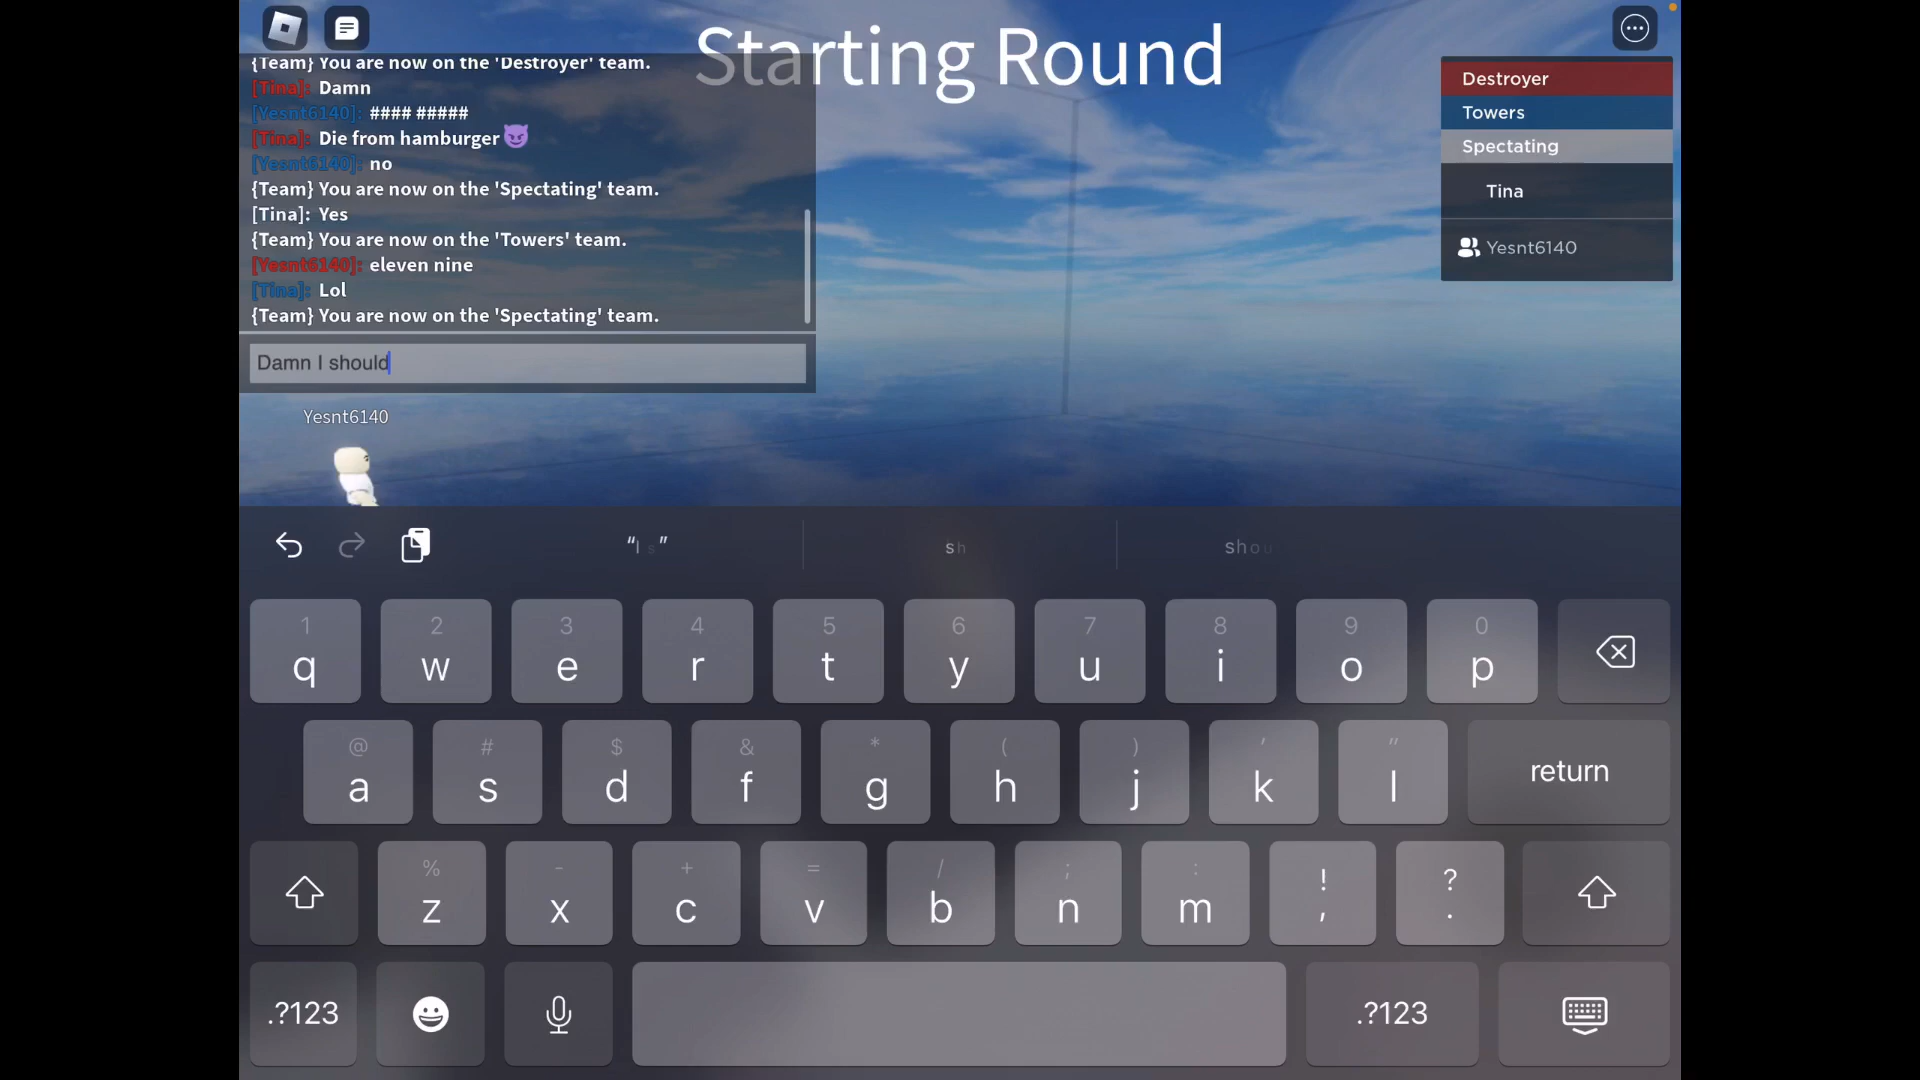 Starting Round
{Team} You are now on the 'Destroyer' team.
[Tina]: Damn
[Yesnt6140]: #### #####
[Tina]: Die from hamburger😈
[Yesnt6140]: no
{Team} You are now on the 'Spectating' team.
[Tina]: Yes
{Team} You are now on the 'Towers' team.
[Yesnt6140]: eleven nine
[Tina]: Lol
{Team} You are now on the 'Spectating' team.
Damn I should
Destroyer
Towers
Spectating
Tina
Yesnt6140
Yesnt6140
“I s” sh shou
1 2 3 4 5 6 7 8 9 0
q w e r t y u i o p
@ # $ & * ( ) ' "
a s d f g h j k l return
% - + = / ; : ! ?
z x c v b n m , .
.?123 .?123